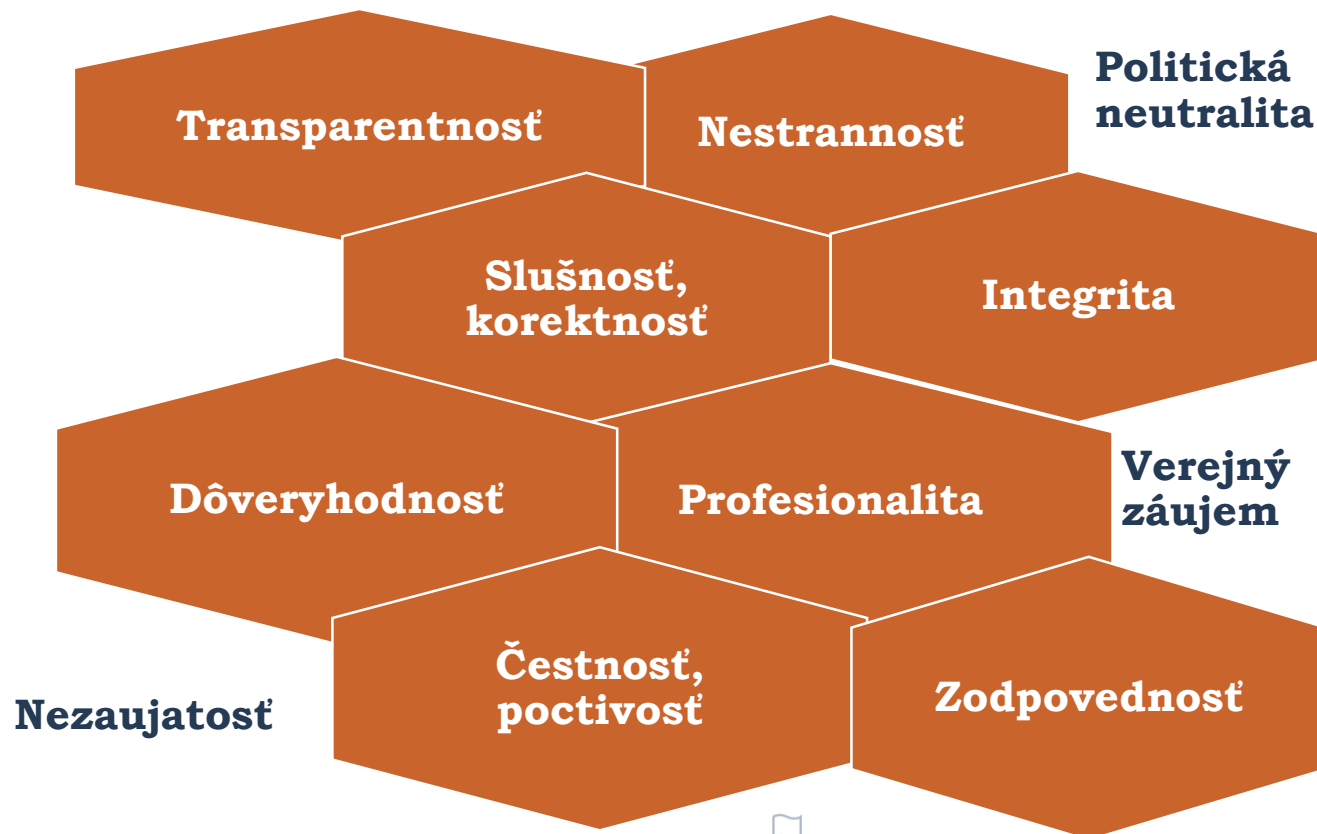 Transparentnosť
Nestrannosť
Politická
neutralita
Slušnosť,
korektnosť
Integrita
Dôveryhodnosť
Profesionalita
Verejný
záujem
Čestnosť,
poctivosť
Zodpovednosť
Nezaujatosť